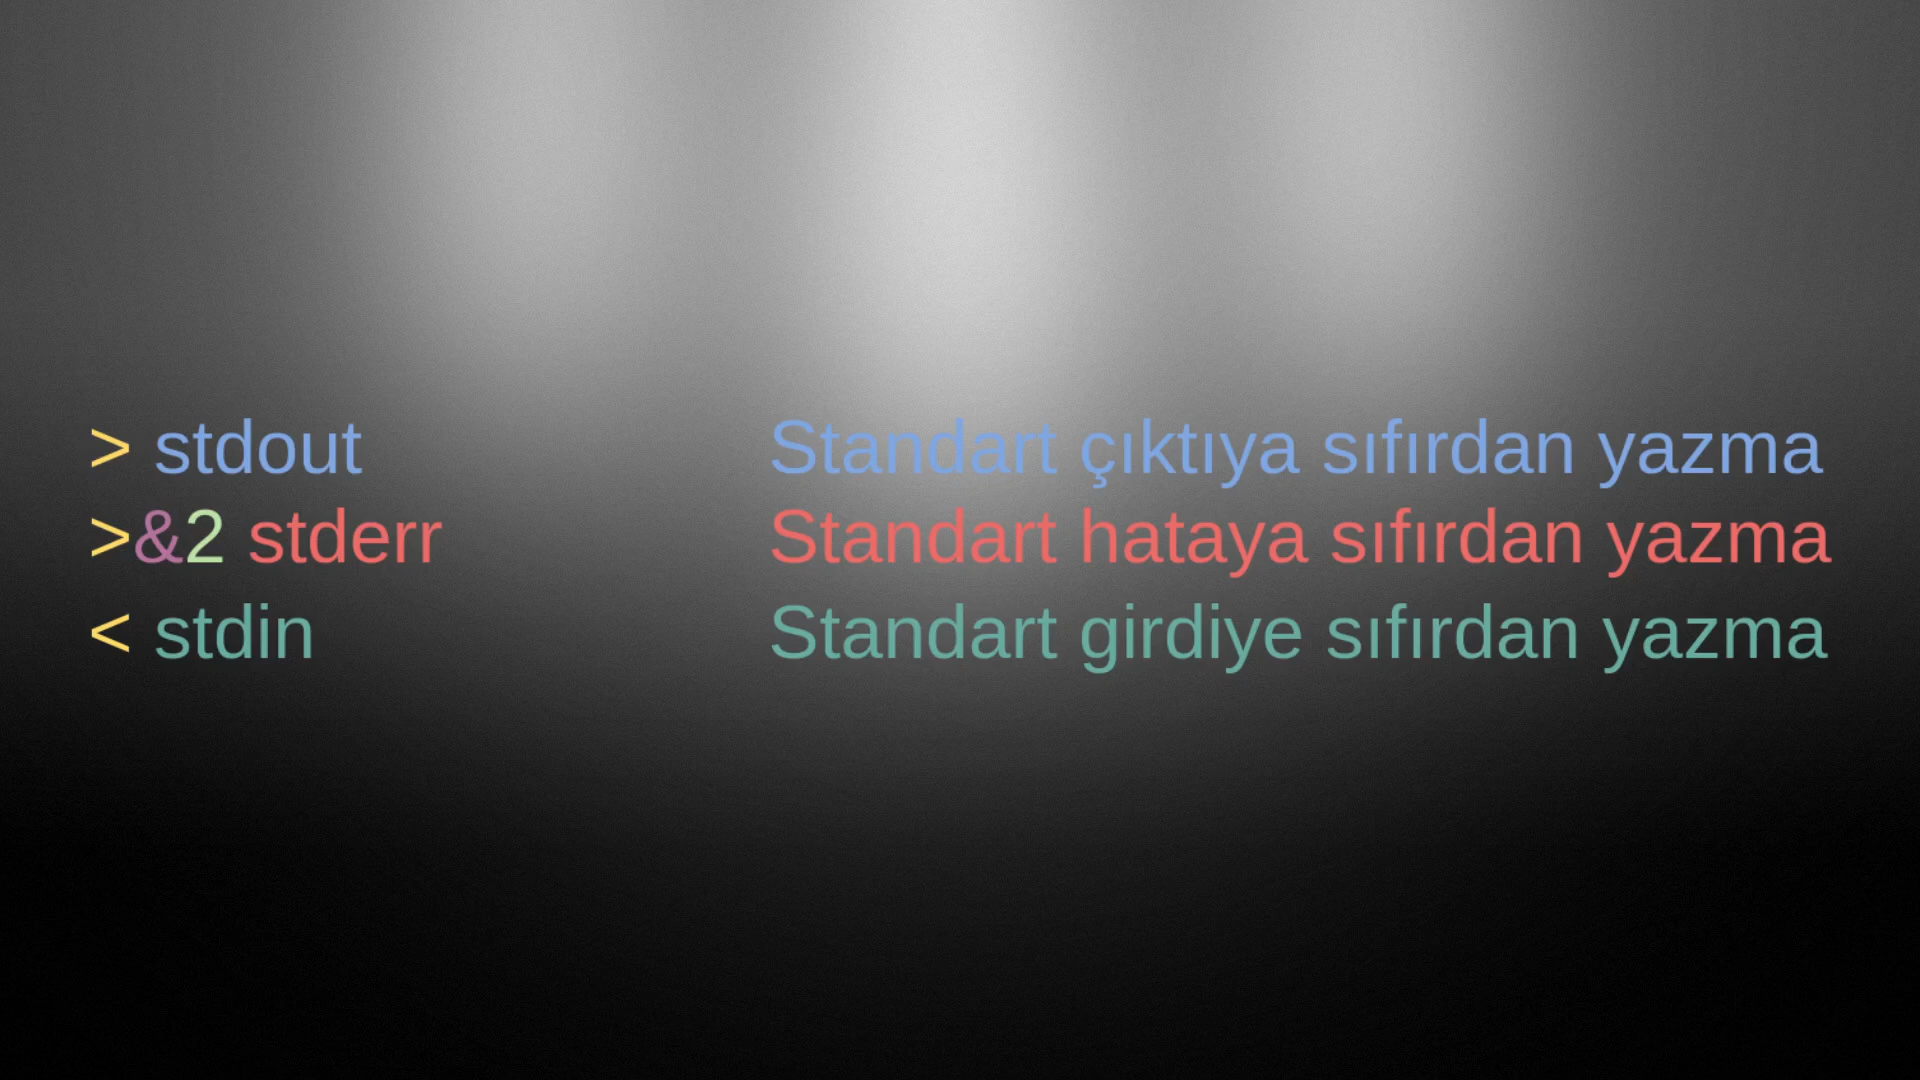 > stdout Standart çıktıya sıfırdan yazma
>&2 stderr Standart hataya sıfırdan yazma
< stdin Standart girdiye sıfırdan yazma